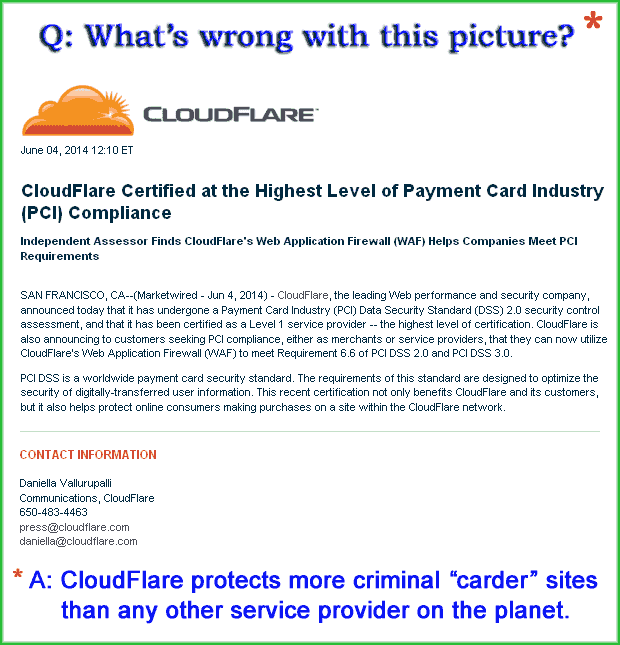 Q: What's wrong with this picture? *
CLOUDFLARE™
June 04, 2014 12:10 ET
CloudFlare Certified at the Highest Level of Payment Card Industry
(PCI) Compliance
Independent Assessor Finds CloudFlare's Web Application Firewall (WAF) Helps Companies Meet PCI
Requirements
SAN FRANCISCO, CA--(Marketwired - Jun 4, 2014) - CloudFlare, the leading Web performance and security company,
announced today that it has undergone a Payment Card Industry (PCI) Data Security Standard (DSS) 2.0 security control
assessment, and that it has been certified as a Level 1 service provider -- the highest level of certification. CloudFlare is
also announcing to customers seeking PCI compliance, either as merchants or service providers, that they can now utilize
CloudFlare's Web Application Firewall (WAF) to meet Requirement 6.6 of PCI DSS 2.0 and PCI DSS 3.0.
PCI DSS is a worldwide payment card security standard. The requirements of this standard are designed to optimize the
security of digitally-transferred user information. This recent certification not only benefits CloudFlare and its customers,
but it also helps protect online consumers making purchases on a site within the CloudFlare network.
CONTACT INFORMATION
Daniella Vallurupalli
Communications, CloudFlare
650-483-4463
press@cloudflare.com
daniella@cloudflare.com
* A: CloudFlare protects more criminal “carder” sites
than any other service provider on the planet.